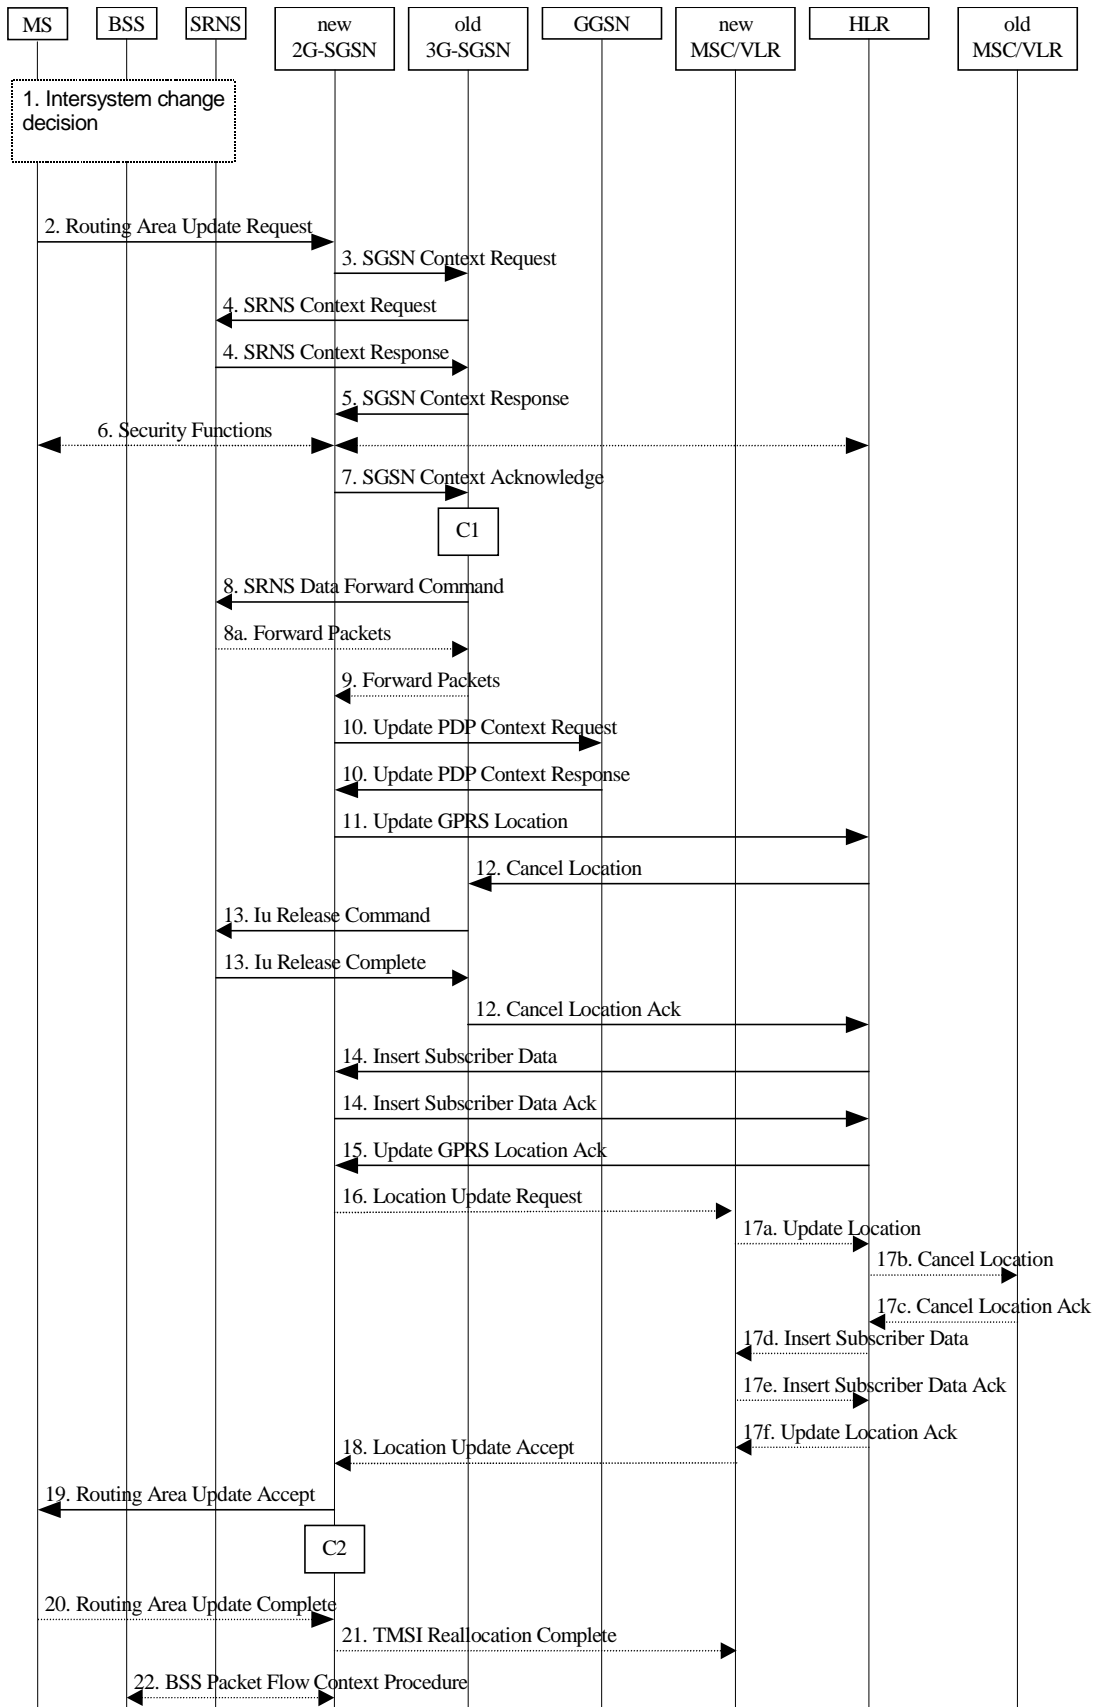 MS
BSS
SRNS
new
2G-SGSN
old
3G-SGSN
GGSN
new
MSC/VLR
HLR
old
MSC/VLR
1. Intersystem change
decision
2. Routing Area Update Request
3. SGSN Context Request
4. SRNS Context Request
4. SRNS Context Response
5. SGSN Context Response
6. Security Functions
7. SGSN Context Acknowledge
C1
8. SRNS Data Forward Command
8a. Forward Packets
9. Forward Packets
10. Update PDP Context Request
10. Update PDP Context Response
11. Update GPRS Location
12. Cancel Location
13. Iu Release Command
13. Iu Release Complete
12. Cancel Location Ack
14. Insert Subscriber Data
14. Insert Subscriber Data Ack
15. Update GPRS Location Ack
16. Location Update Request
17a. Update Location
17b. Cancel Location
17c. Cancel Location Ack
17d. Insert Subscriber Data
17e. Insert Subscriber Data Ack
17f. Update Location Ack
18. Location Update Accept
19. Routing Area Update Accept
C2
20. Routing Area Update Complete
21. TMSI Reallocation Complete
22. BSS Packet Flow Context Procedure